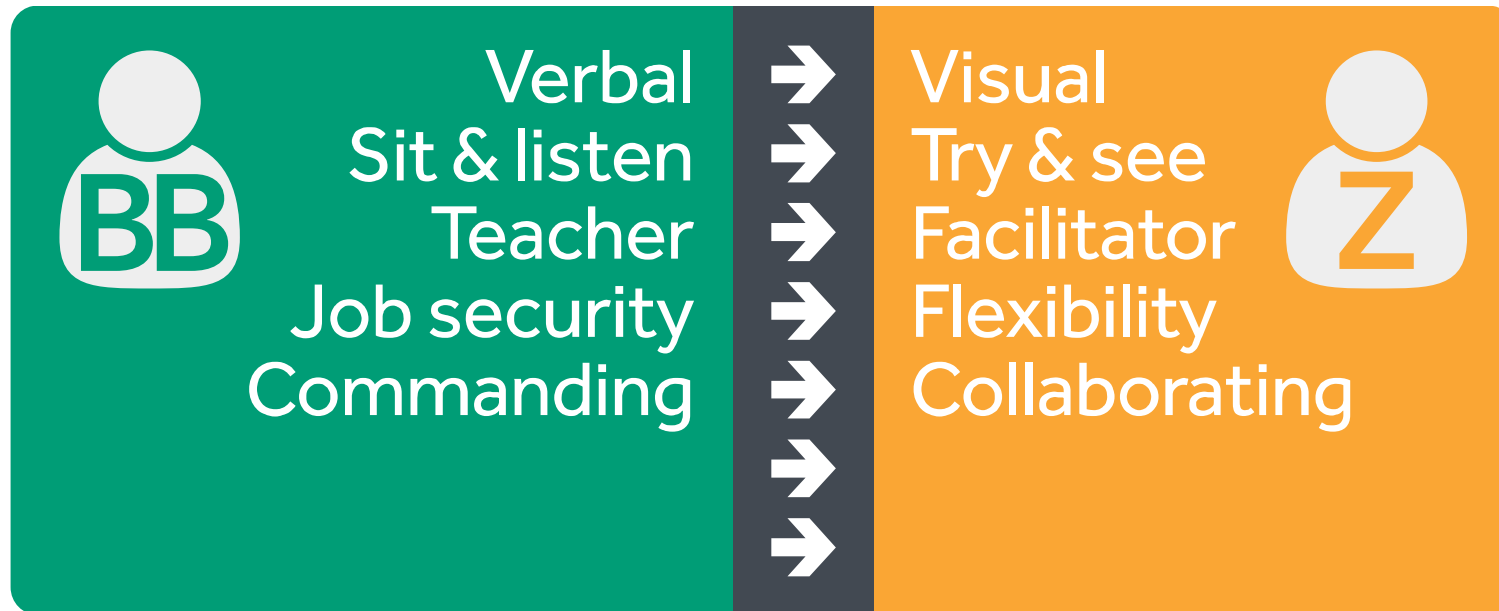 BB
Verbal
Sit & listen
Teacher
Job security
Commanding
Visual
Try & see
Facilitator
Flexibility
Collaborating
Z